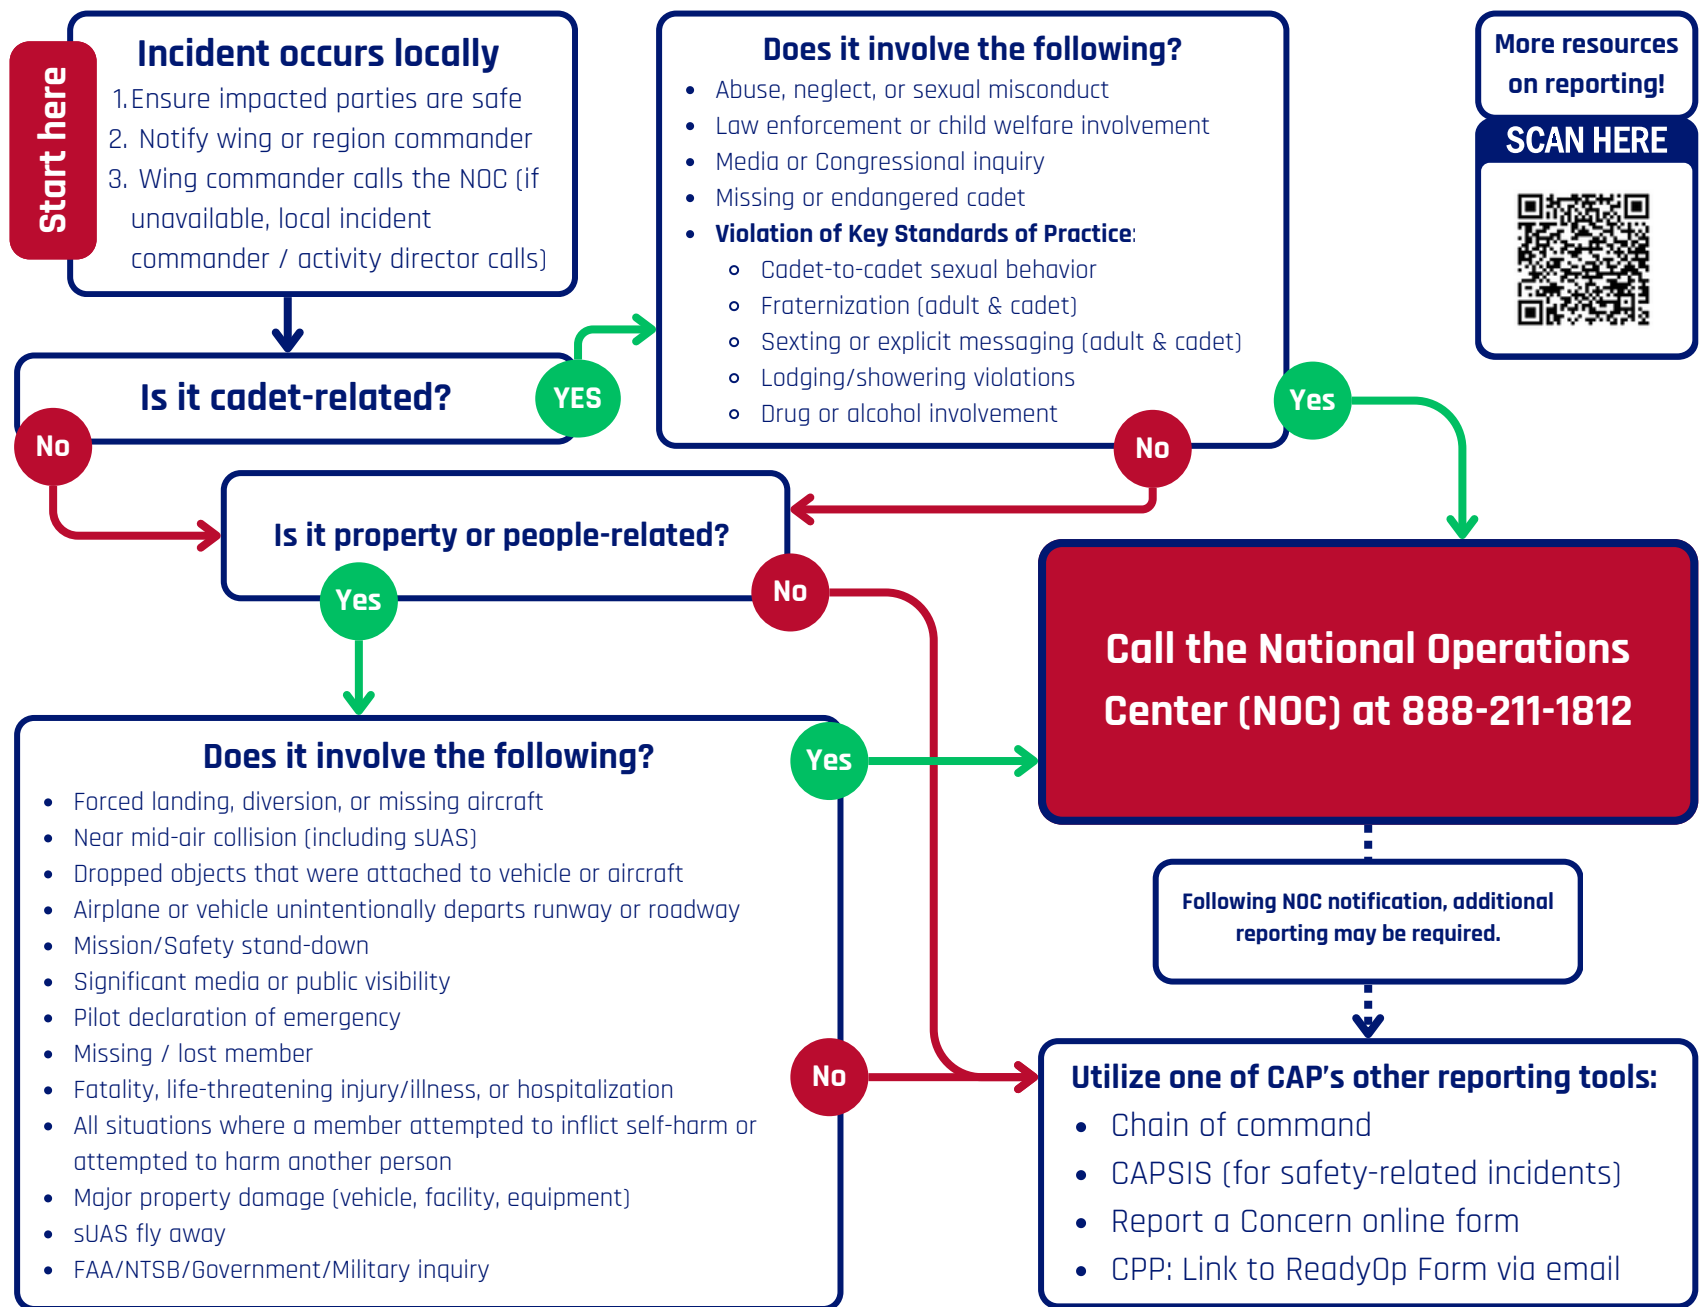 Start here
Incident occurs locally
1. Ensure impacted parties are safe
2. Notify wing or region commander
3. Wing commander calls the NOC (if
unavailable, local incident
commander / activity director calls)
Is it cadet-related?
YES
No
Does it involve the following?
• Abuse, neglect, or sexual misconduct
• Law enforcement or child welfare involvement
• Media or Congressional inquiry
• Missing or endangered cadet
• Violation of Key Standards of Practice:
Cadet-to-cadet sexual behavior
Fraternization (adult & cadet)
Sexting or explicit messaging (adult & cadet)
Lodging/showering violations
Drug or alcohol involvement
Yes
No
More resources
on reporting!
SCAN HERE
Is it property or people-related?
Yes
No
Does it involve the following?
• Forced landing, diversion, or missing aircraft
• Near mid-air collision (including sUAS)
• Dropped objects that were attached to vehicle or aircraft
• Airplane or vehicle unintentionally departs runway or roadway
• Mission/Safety stand-down
• Significant media or public visibility
• Pilot declaration of emergency
• Missing / lost member
• Fatality, life-threatening injury/illness, or hospitalization
• All situations where a member attempted to inflict self-harm or
attempted to harm another person
• Major property damage (vehicle, facility, equipment)
• sUAS fly away
• FAA/NTSB/Government/Military inquiry
Yes
No
Call the National Operations
Center (NOC) at 888-211-1812
Following NOC notification, additional
reporting may be required.
Utilize one of CAP's other reporting tools:
• Chain of command
• CAPSIS (for safety-related incidents)
• Report a Concern online form
• CPP: Link to ReadyOp Form via email